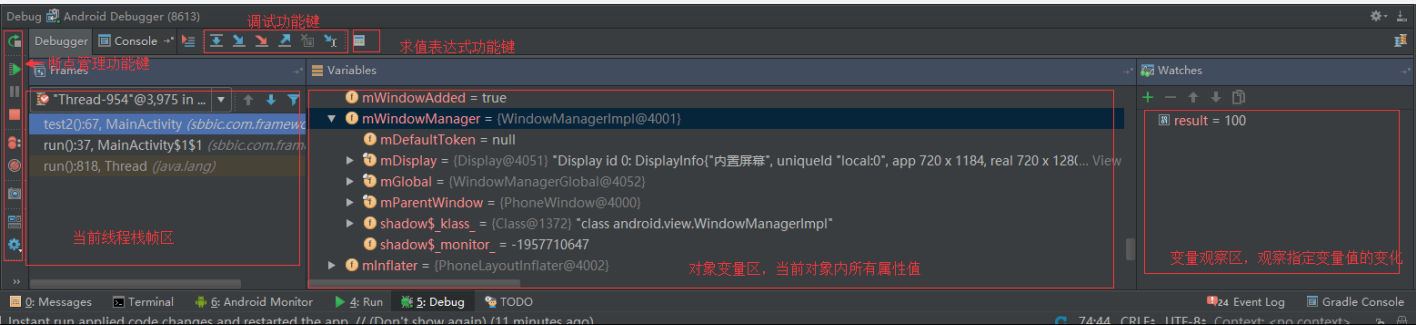 Debug Android Debugger (8613)
调试功能键
Debugger Console
求值表达式功能键
断点管理功能键
Frames
Variables
Watches
"Thread-954"@3,975 in ...
mWindowAdded = true
test2():67, MainActivity (sbbic.com.framewo
mWindowManager = {WindowManagerImpl@4001}
result = 100
run():37, MainActivity$1$1 (sbbic.com.fram
mDefaultToken = null
run():818, Thread (java.lang)
mDisplay = {Display@4051} "Display id 0: DisplayInfo{"内置屏幕", uniqueId "local:0", app 720 x 1184, real 720 x 128(... View
mGlobal = {WindowManagerGlobal@4052}
mParentWindow = {PhoneWindow@4000}
shadow$_klass_ = {Class@1372} "class android.view.WindowManagerImpl"
当前线程栈帧区
shadow$_monitor_ = -1957710647
mInflater = {PhoneLayoutInflater@4002}
对象变量区，当前对象内所有属性值
变量观察区，观察指定变量值的变化
0: Messages Terminal 6: Android Monitor 4: Run 5: Debug TODO 24 Event Log Gradle Console
Instant run applied code changes and restarted the app. // (Don't show again) (11 minutes ago) 74:44 CRLF: UTF-8: Context: <no context>